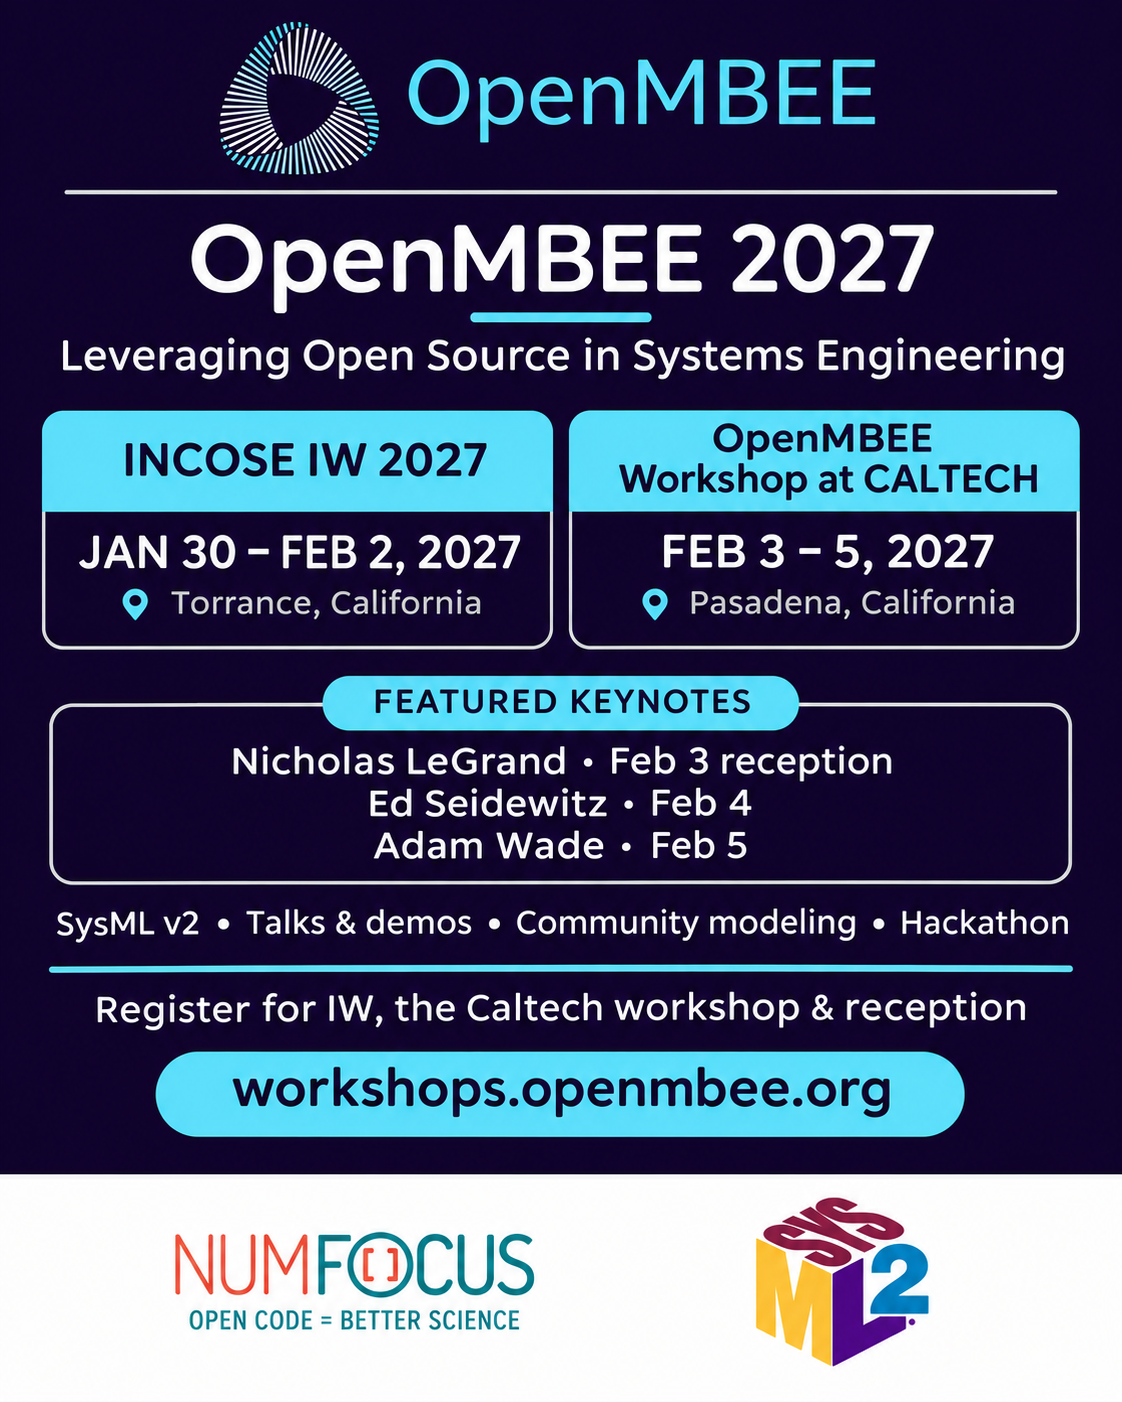 OpenMBEE
OpenMBEE 2027
Leveraging Open Source in Systems Engineering
INCOSE IW 2027
JAN 30 – FEB 2, 2027
Torrance, California
OpenMBEE
Workshop at CALTECH
FEB 3 – 5, 2027
Pasadena, California
FEATURED KEYNOTES
Nicholas LeGrand • Feb 3 reception
Ed Seidewitz • Feb 4
Adam Wade • Feb 5
SysML v2 • Talks & demos • Community modeling • Hackathon
Register for IW, the Caltech workshop & reception
workshops.openmbee.org
NUMFOCUS
OPEN CODE = BETTER SCIENCE
SYS
ML2